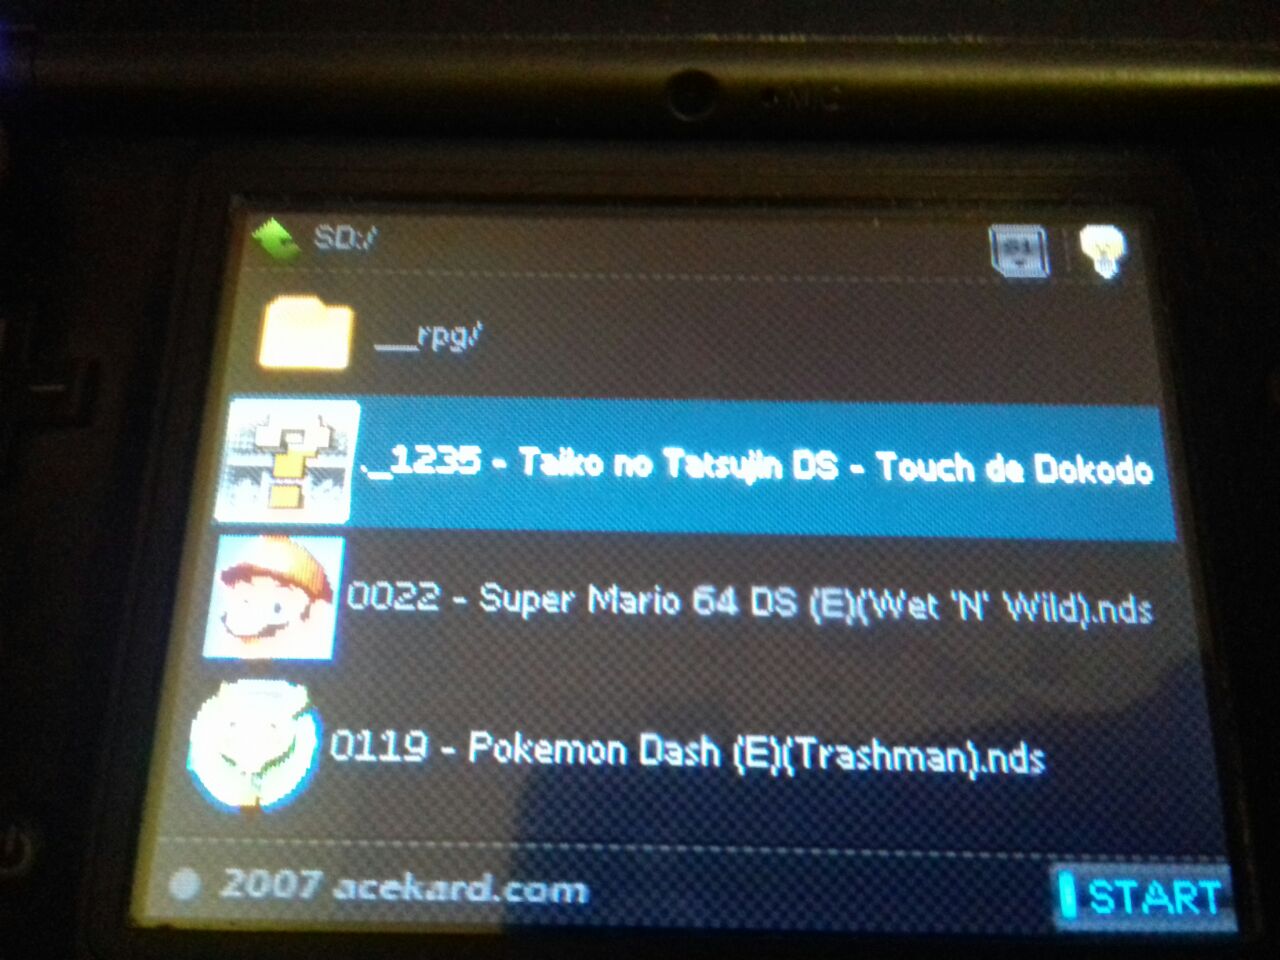 SD:/
__rpg/
._1235 - Taiko no Tatsujin DS - Touch de Dokodo
0022 - Super Mario 64 DS (E)(Wet 'N' Wild).nds
0119 - Pokemon Dash (E)(Trashman).nds
2007 acekard.com
START